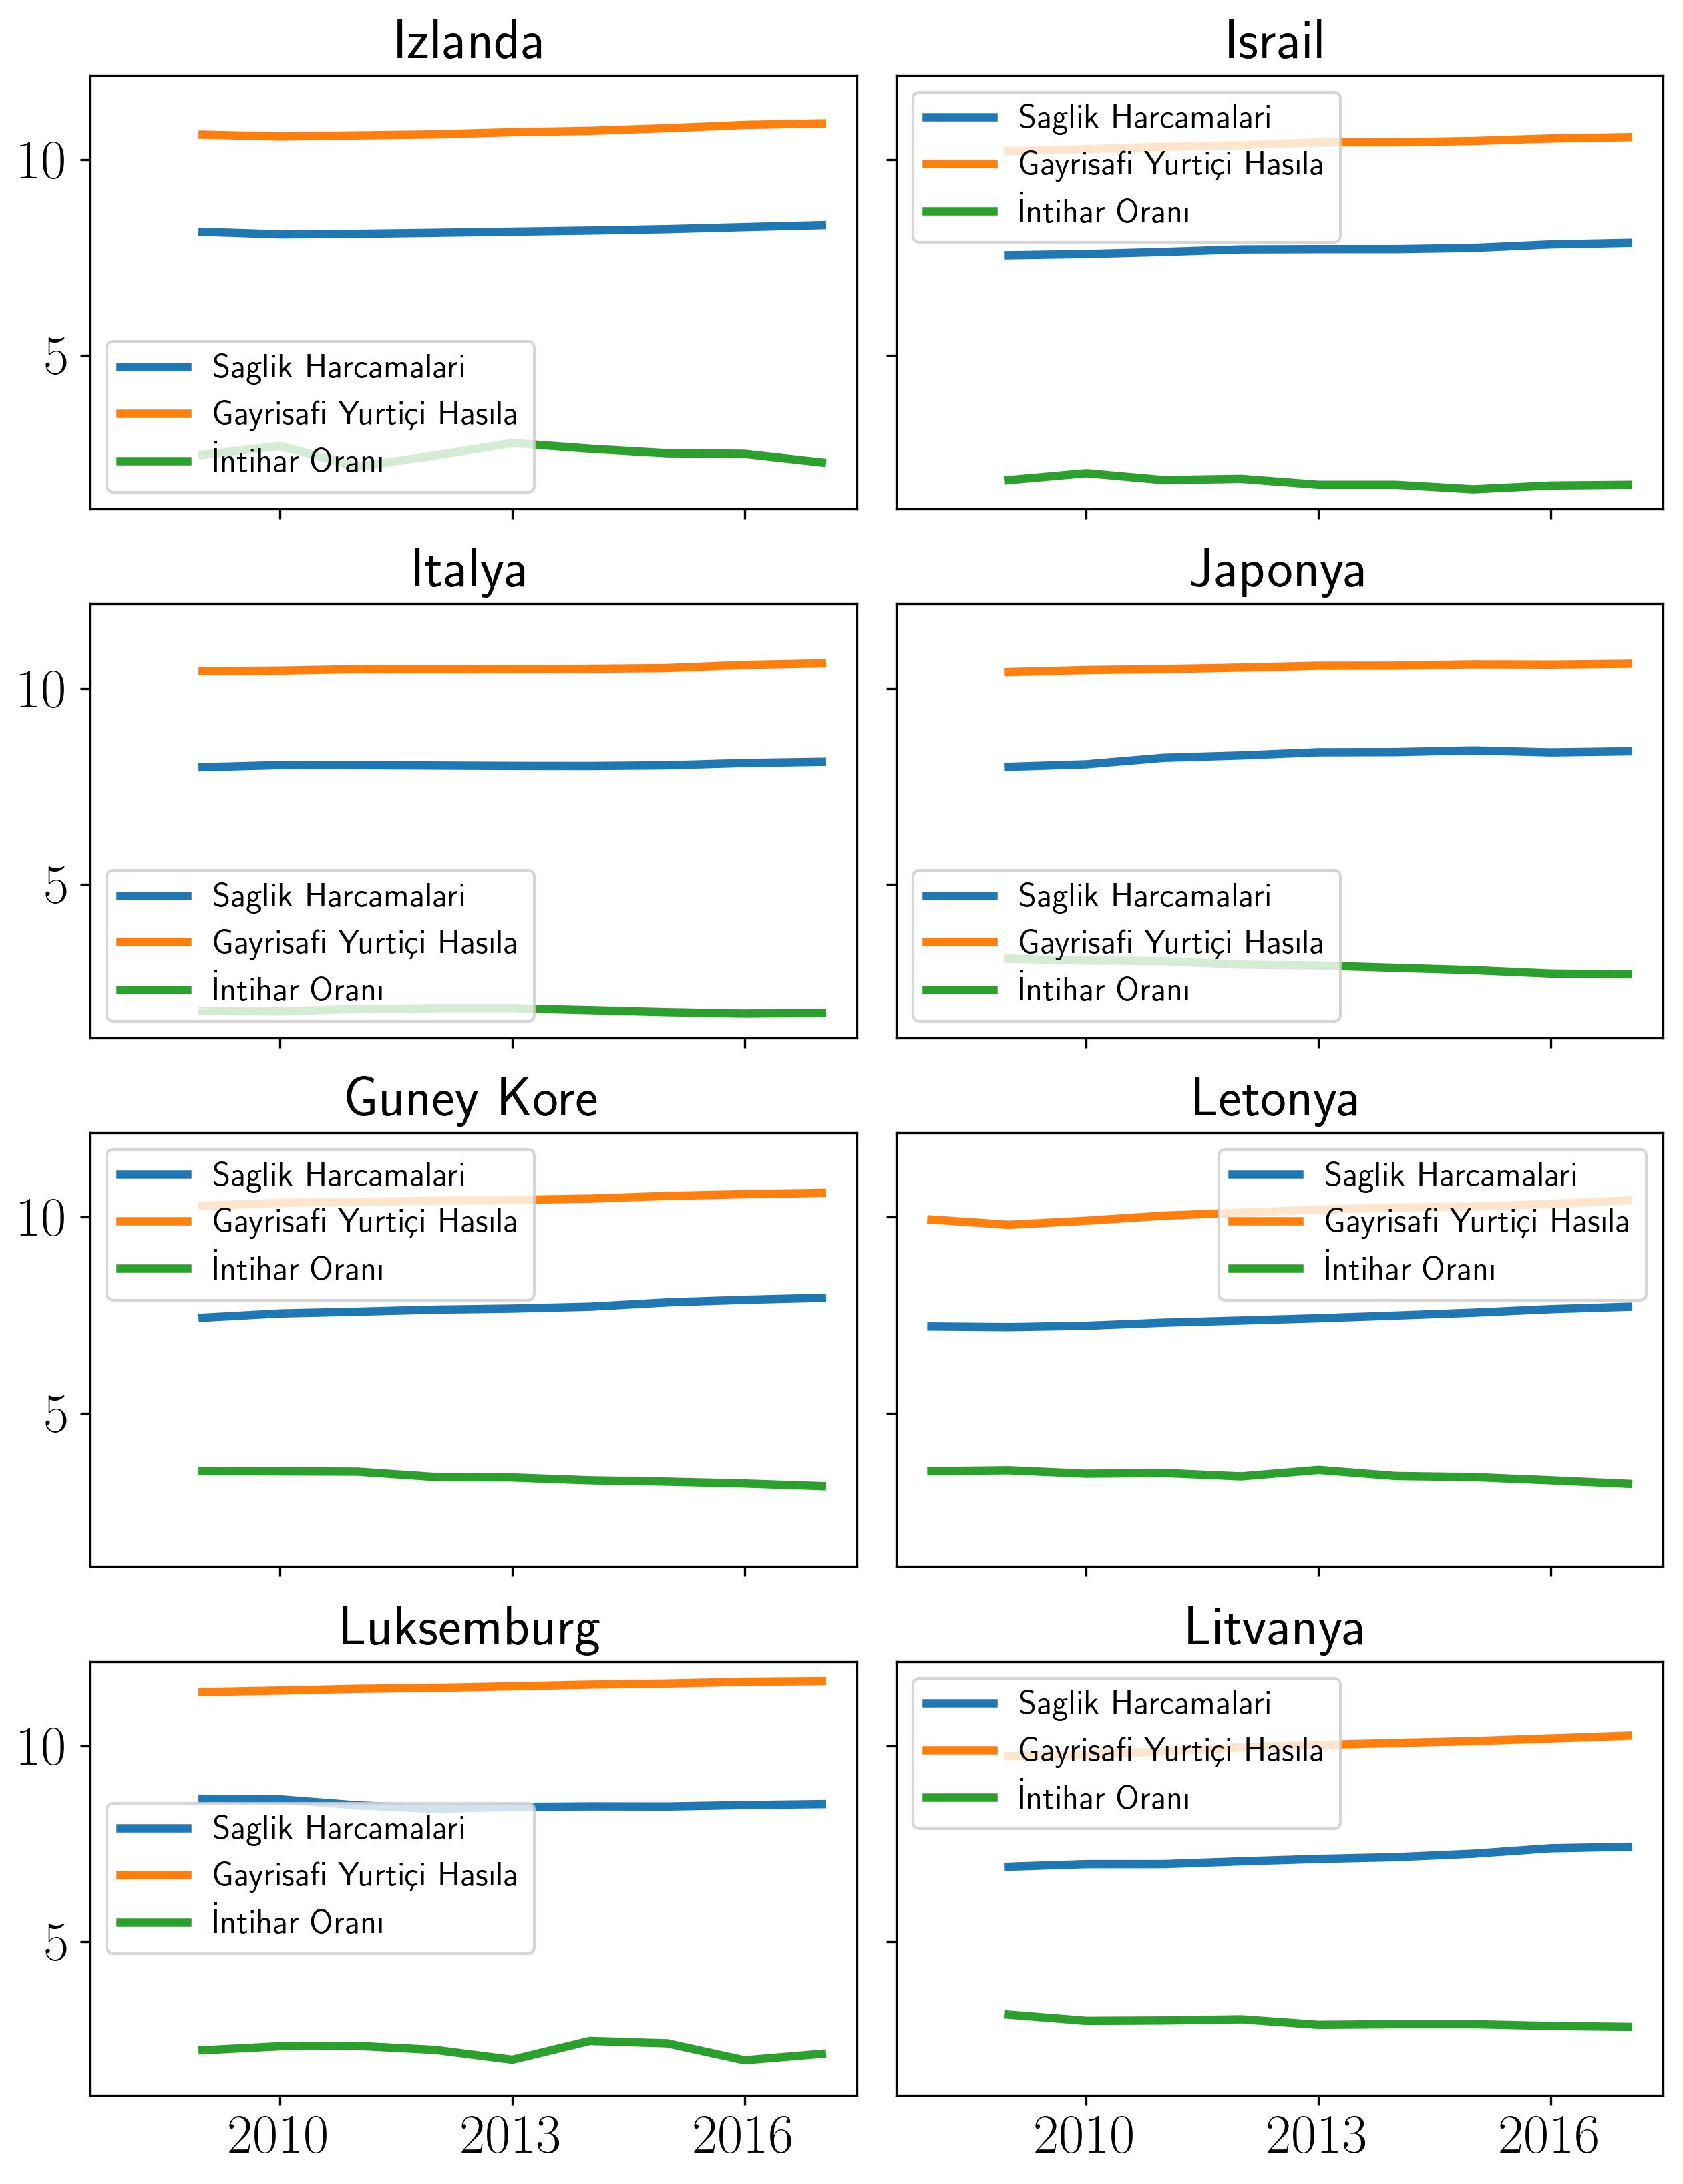 Izlanda
10
5
Saglik Harcamalari
Gayrisafi Yurtiçi Hasıla
İntihar Oranı
Israil
Saglik Harcamalari
Gayrisafi Yurtiçi Hasıla
İntihar Oranı
Italya
10
5
Saglik Harcamalari
Gayrisafi Yurtiçi Hasıla
İntihar Oranı
Japonya
Saglik Harcamalari
Gayrisafi Yurtiçi Hasıla
İntihar Oranı
Guney Kore
10
5
Saglik Harcamalari
Gayrisafi Yurtiçi Hasıla
İntihar Oranı
Letonya
Saglik Harcamalari
Gayrisafi Yurtiçi Hasıla
İntihar Oranı
Luksemburg
10
5
Saglik Harcamalari
Gayrisafi Yurtiçi Hasıla
İntihar Oranı
2010 2013 2016
Litvanya
Saglik Harcamalari
Gayrisafi Yurtiçi Hasıla
İntihar Oranı
2010 2013 2016